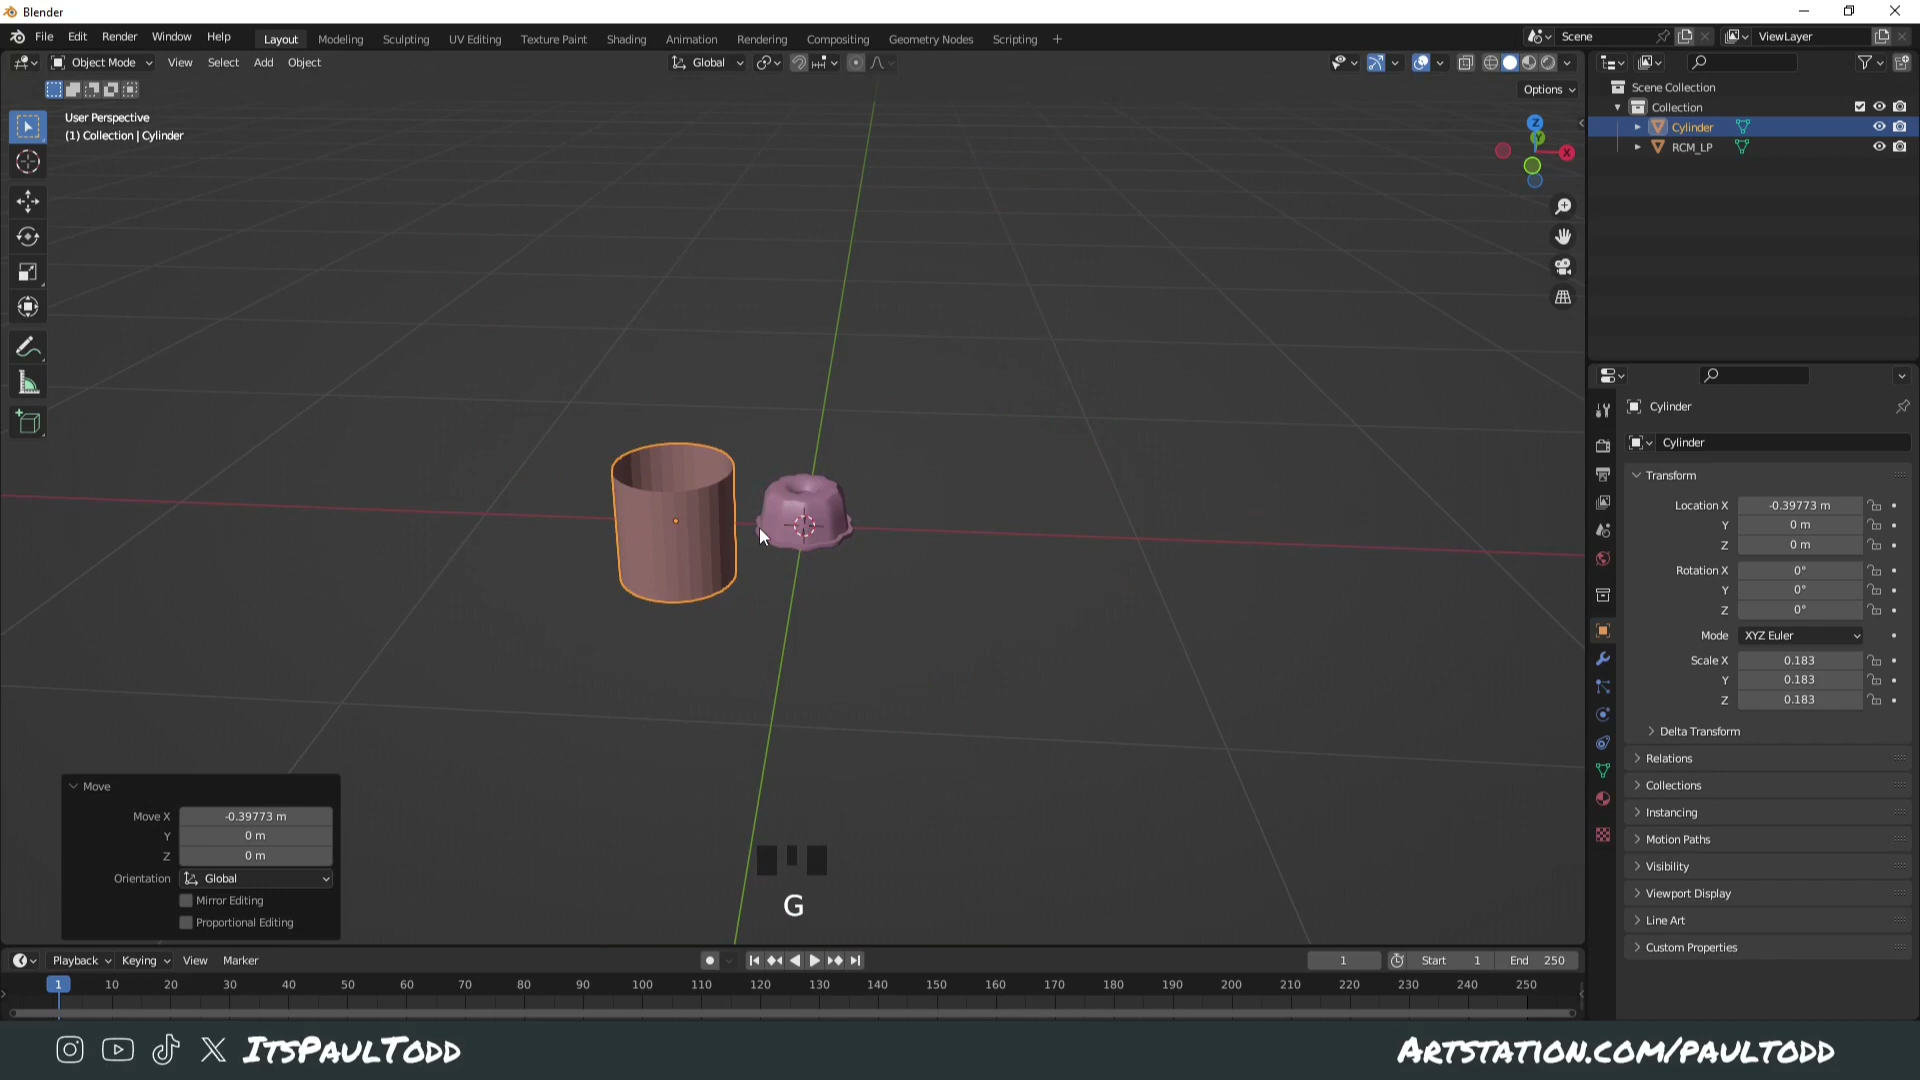 Blender
File Edit Render Window Help
Layout Modeling Sculpting UV Editing Texture Paint Shading Animation Rendering Compositing Geometry Nodes Scripting +
Scene
ViewLayer
Object Mode View Select Add Object
Global
Options
User Perspective
(1) Collection | Cylinder
Z
Y
X
Scene Collection
Collection
Cylinder
RCM_LP
Cylinder
Cylinder
Transform
Location X -0.39773 m
Y 0 m
Z 0 m
Rotation X 0°
Y 0°
Z 0°
Mode XYZ Euler
Scale X 0.183
Y 0.183
Z 0.183
Delta Transform
Relations
Collections
Instancing
Motion Paths
Visibility
Viewport Display
Line Art
Custom Properties
Move
Move X -0.39773 m
Y 0 m
Z 0 m
Orientation Global
Mirror Editing
Proportional Editing
G
Playback Keying View Marker
1
Start 1 End 250
1 10 20 30 40 50 60 70 80 90 100 110 120 130 140 150 160 170 180 190 200 210 220 230 240 250
ItsPaulTodd
Artstation.com/paultodd